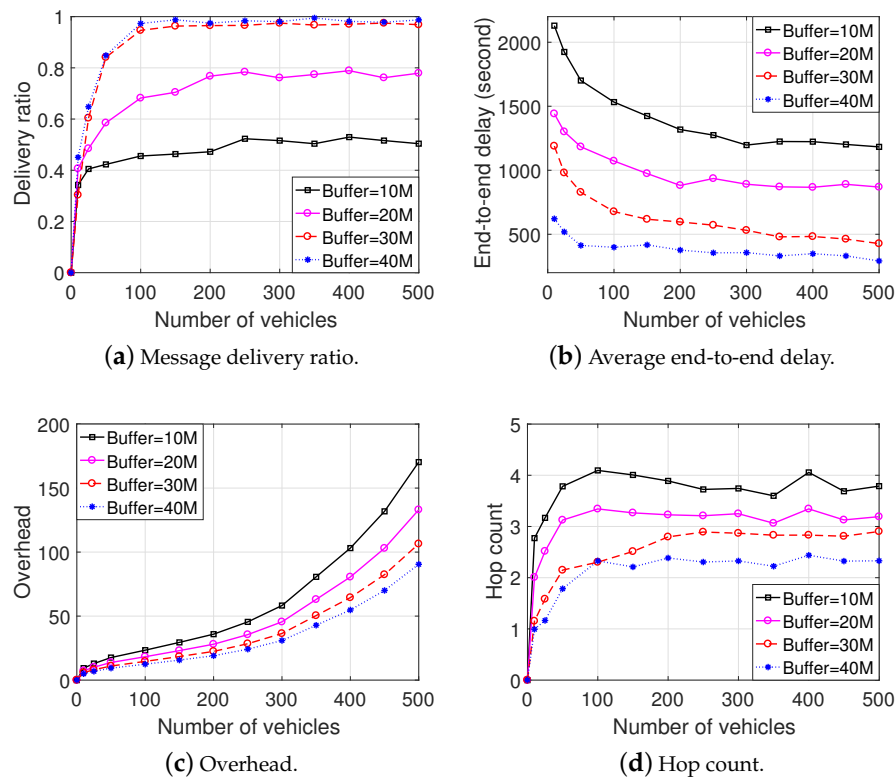 1
0.8
0.6
0.4
0.2
0
Delivery ratio
Buffer=10M
Buffer=20M
Buffer=30M
Buffer=40M
0 100 200 300 400 500
Number of vehicles
(a) Message delivery ratio.
2000
1500
1000
500
End-to-end delay (second)
Buffer=10M
Buffer=20M
Buffer=30M
Buffer=40M
0 100 200 300 400 500
Number of vehicles
(b) Average end-to-end delay.
200
150
100
50
0
Overhead
Buffer=10M
Buffer=20M
Buffer=30M
Buffer=40M
0 100 200 300 400 500
Number of vehicles
(c) Overhead.
5
4
3
2
1
0
Hop count
Buffer=10M
Buffer=20M
Buffer=30M
Buffer=40M
0 100 200 300 400 500
Number of vehicles
(d) Hop count.